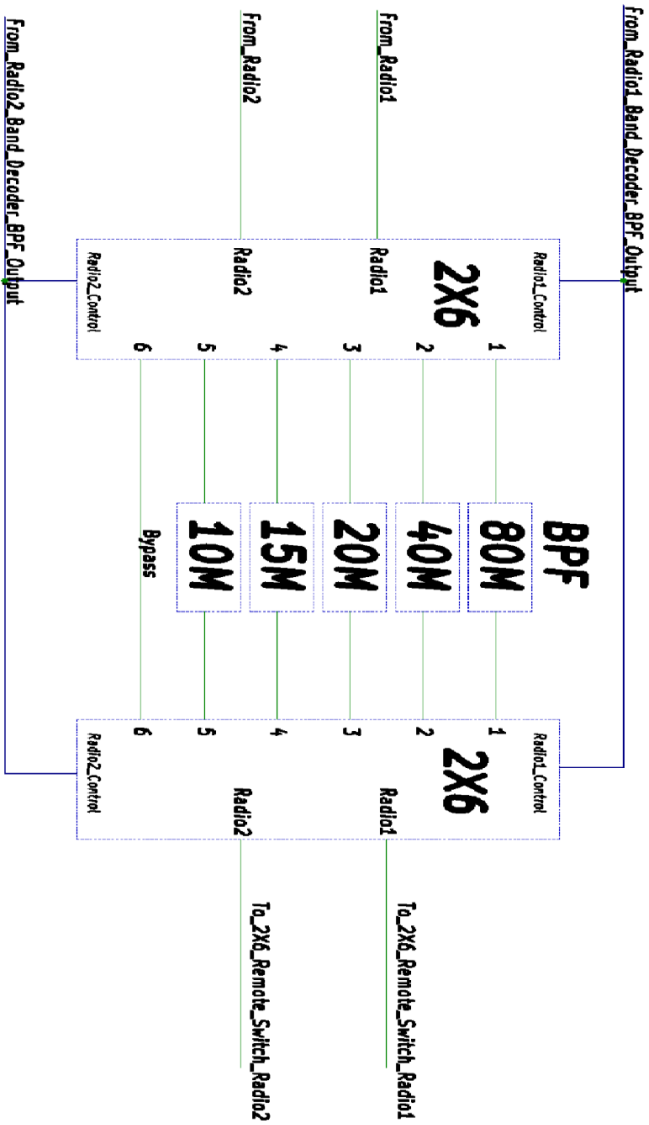 From_Radio1_Band_Decoder_BPF_Output
Radio1_Control
2X6
From_Radio1
Radio1
From_Radio2
Radio2
Radio2_Control
1
2
3
4
5
6
BPF
80M
40M
20M
15M
10M
Bypass
Radio1_Control
2X6
1
2
3
4
5
6
Radio1
To_2X6_Remote_Switch_Radio1
Radio2
To_2X6_Remote_Switch_Radio2
Radio2_Control
From_Radio2_Band_Decoder_BPF_Output